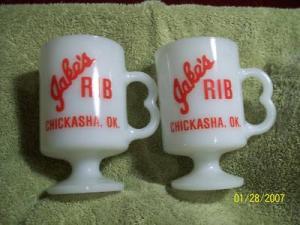 Jake's
RIB
CHICKASHA, OK.
Jake's
RIB
CHICKASHA, OK.
01/28/2007